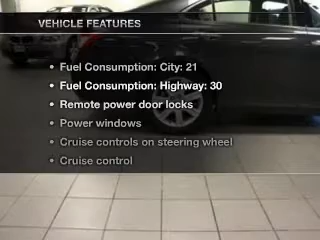 VEHICLE FEATURES
• Fuel Consumption: City: 21
• Fuel Consumption: Highway: 30
• Remote power door locks
• Power windows
• Cruise controls on steering wheel
• Cruise control